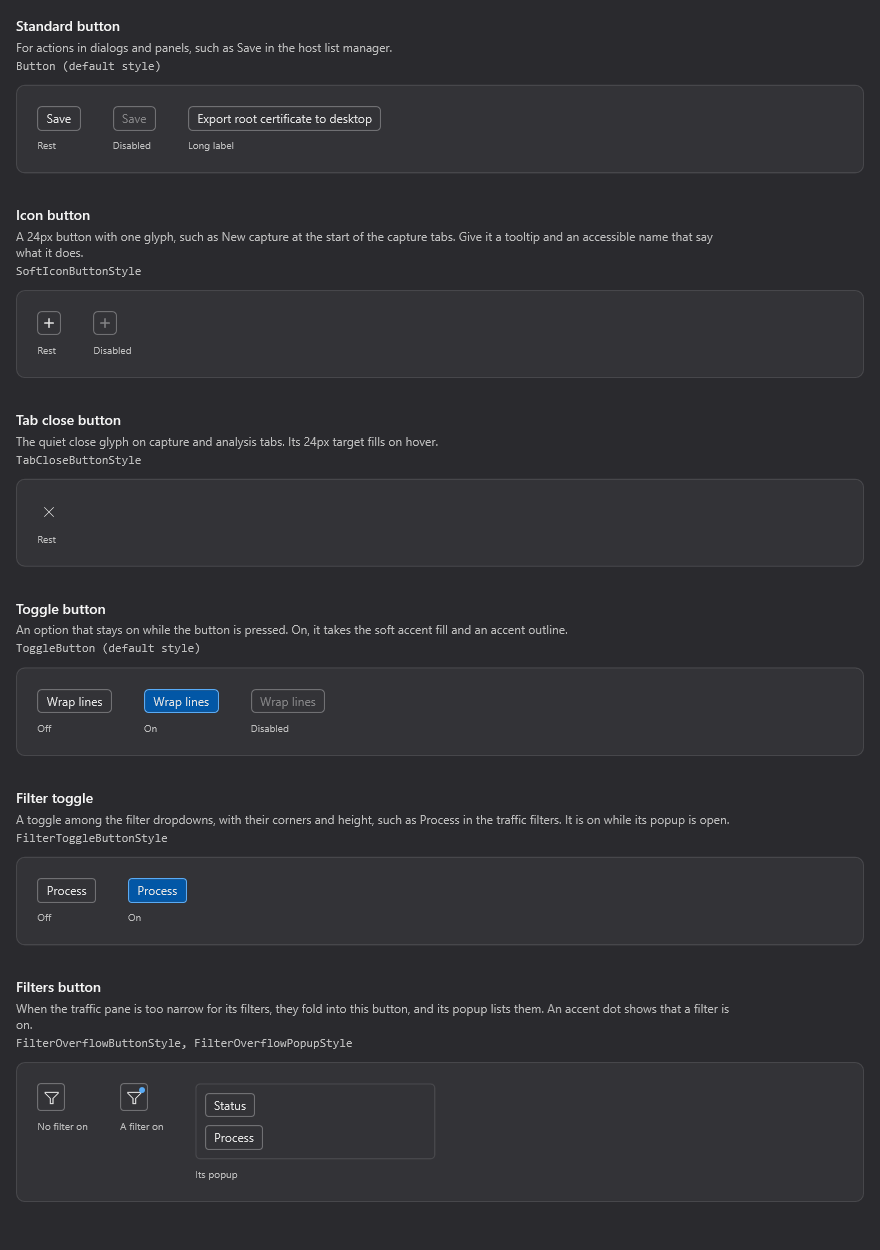 Standard button
For actions in dialogs and panels, such as Save in the host list manager.
Button (default style)
Save Save Export root certificate to desktop
Rest Disabled Long label
Icon button
A 24px button with one glyph, such as New capture at the start of the capture tabs. Give it a tooltip and an accessible name that say
what it does.
SoftIconButtonStyle
Rest Disabled
Tab close button
The quiet close glyph on capture and analysis tabs. Its 24px target fills on hover.
TabCloseButtonStyle
Rest
Toggle button
An option that stays on while the button is pressed. On, it takes the soft accent fill and an accent outline.
ToggleButton (default style)
Wrap lines Wrap lines Wrap lines
Off On Disabled
Filter toggle
A toggle among the filter dropdowns, with their corners and height, such as Process in the traffic filters. It is on while its popup is open.
FilterToggleButtonStyle
Process Process
Off On
Filters button
When the traffic pane is too narrow for its filters, they fold into this button, and its popup lists them. An accent dot shows that a filter is
on.
FilterOverflowButtonStyle, FilterOverflowPopupStyle
Status
Process
No filter on A filter on
Its popup